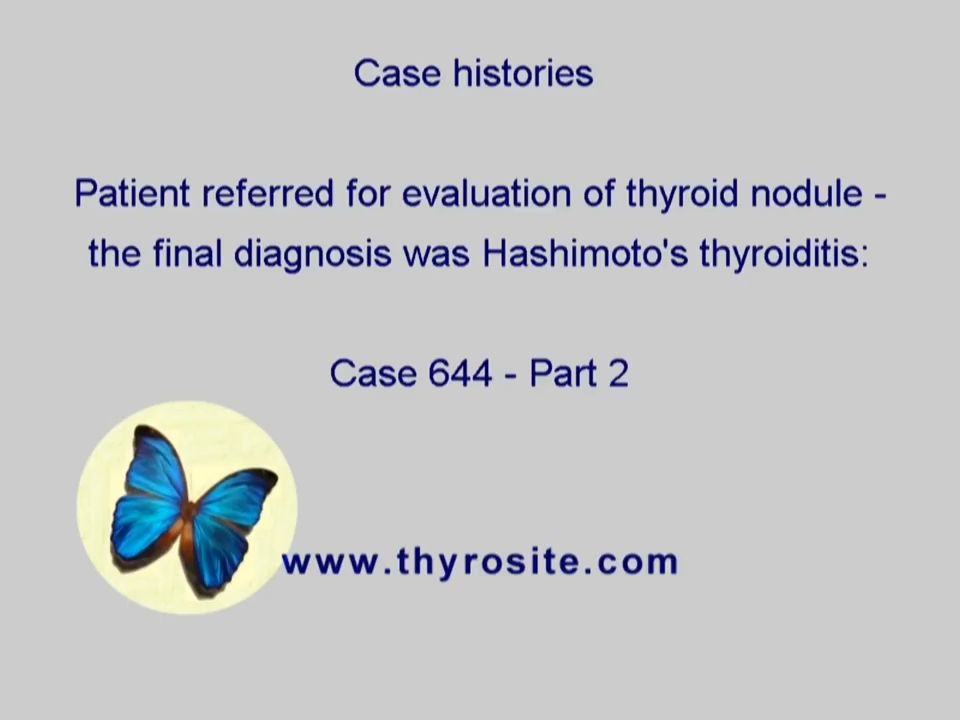 Case histories
Patient referred for evaluation of thyroid nodule -
the final diagnosis was Hashimoto's thyroiditis:
Case 644 - Part 2
www.thyrosite.com